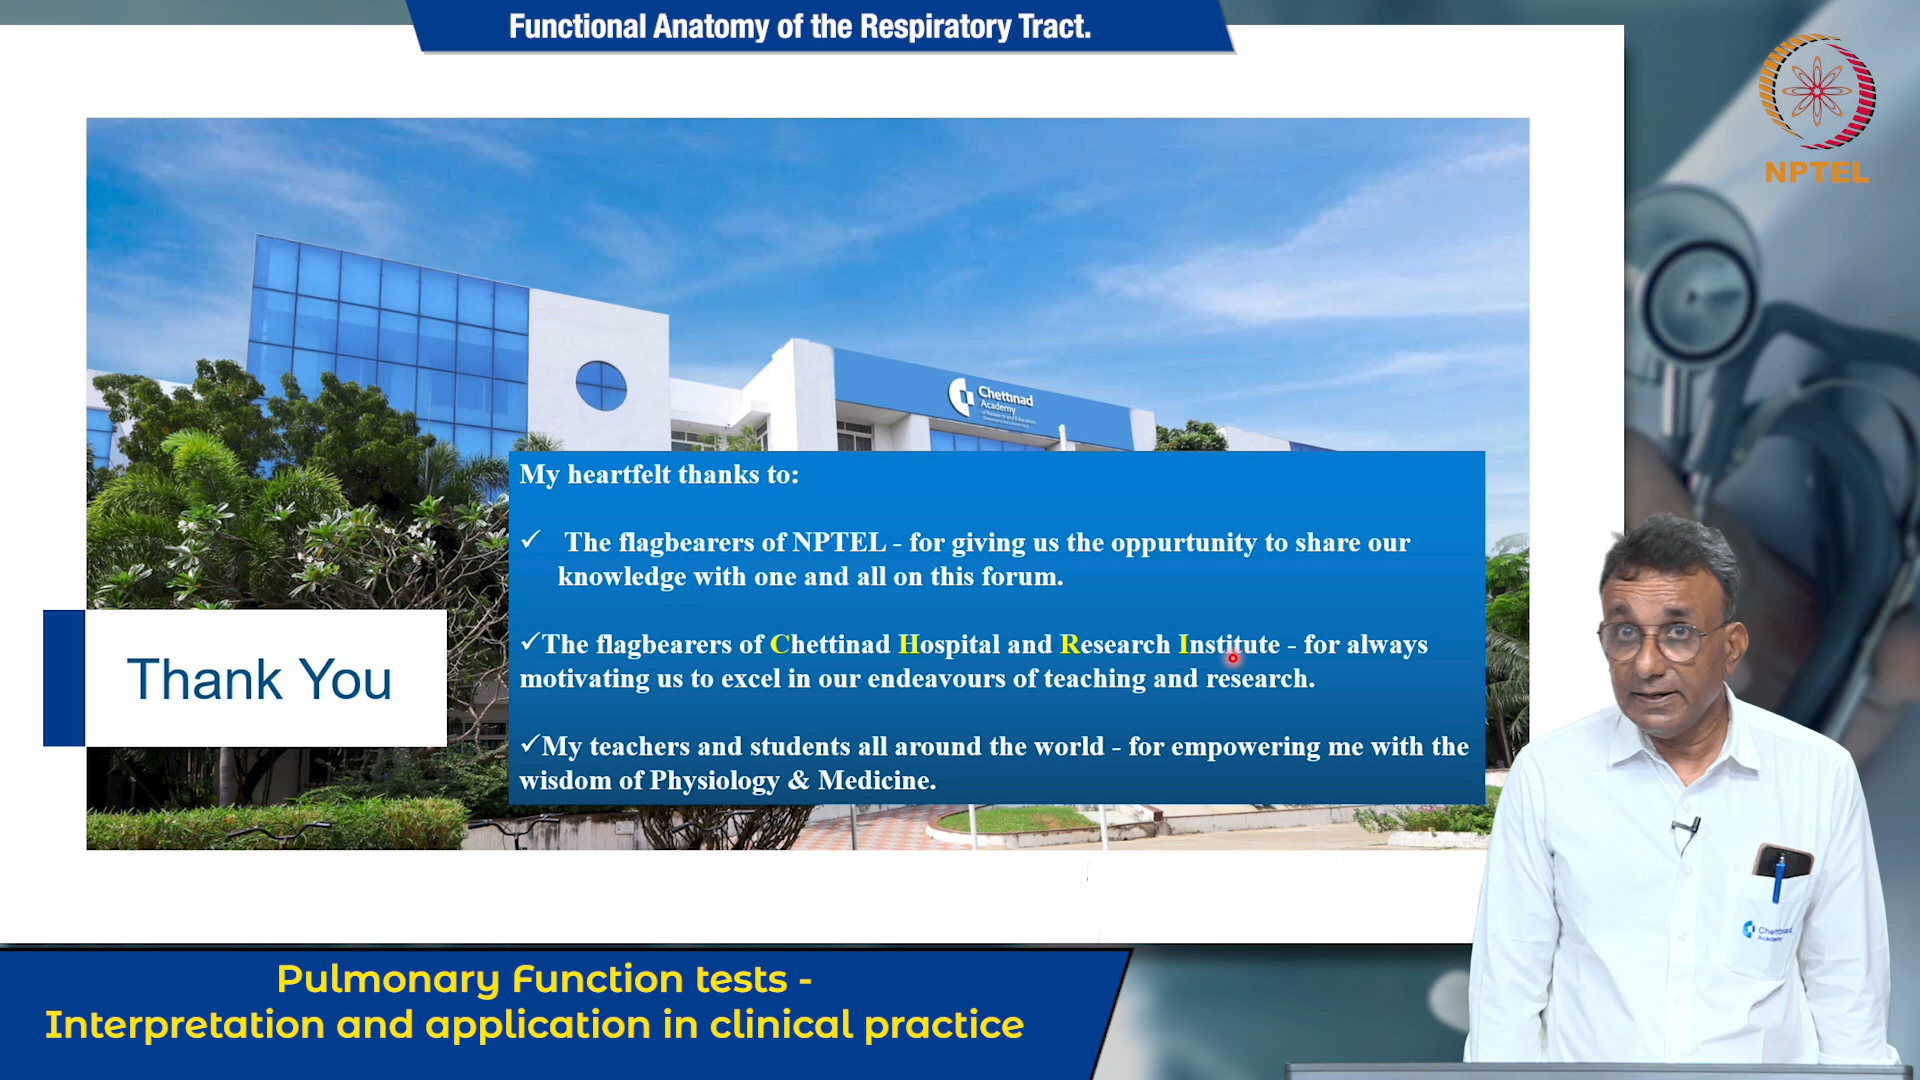 Functional Anatomy of the Respiratory Tract.
NPTEL
Chettinad
Academy
My heartfelt thanks to:
✓ The flagbearers of NPTEL - for giving us the oppurtunity to share our
knowledge with one and all on this forum.
✓The flagbearers of Chettinad Hospital and Research Institute - for always
motivating us to excel in our endeavours of teaching and research.
✓My teachers and students all around the world - for empowering me with the
wisdom of Physiology & Medicine.
Thank You
Chettinad
Academy
Pulmonary Function tests -
Interpretation and application in clinical practice